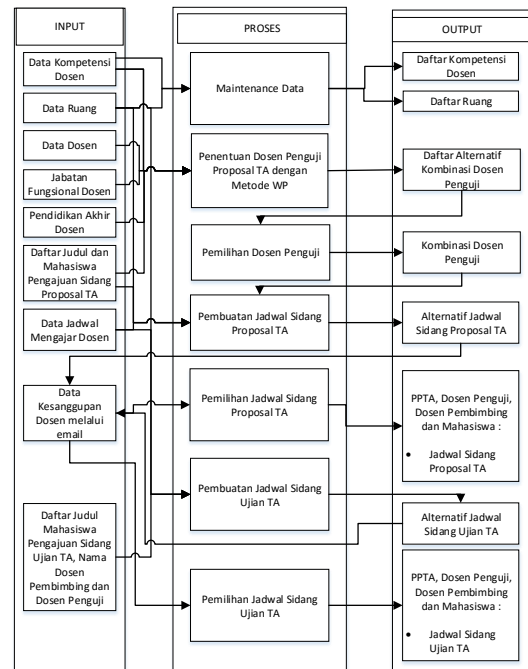 INPUT
Data Kompetensi
Dosen
Data Ruang
Data Dosen
Jabatan
Fungsional Dosen
Pendidikan Akhir
Dosen
Daftar Judul dan
Mahasiswa
Pengajuan Sidang
Proposal TA
Data Jadwal
Mengajar Dosen
Data
Kesanggupan
Dosen melalui
email
Daftar Judul
Mahasiswa
Pengajuan Sidang
Ujian TA, Nama
Dosen
Pembimbing dan
Dosen Penguji
PROSES
Maintenance Data
Penentuan Dosen Penguji
Proposal TA dengan
Metode WP
Pemilihan Dosen Penguji
Pembuatan Jadwal Sidang
Proposal TA
Pemilihan Jadwal Sidang
Proposal TA
Pembuatan Jadwal Sidang
Ujian TA
Pemilihan Jadwal Sidang
Ujian TA
OUTPUT
Daftar Kompetensi
Dosen
Daftar Ruang
Daftar Alternatif
Kombinasi Dosen
Penguji
Kombinasi Dosen
Penguji
Alternatif Jadwal
Sidang Proposal TA
PPTA, Dosen Penguji,
Dosen Pembimbing
dan Mahasiswa :
• Jadwal Sidang
Proposal TA
Alternatif Jadwal
Sidang Ujian TA
PPTA, Dosen Penguji,
Dosen Pembimbing
dan Mahasiswa :
• Jadwal Sidang
Ujian TA